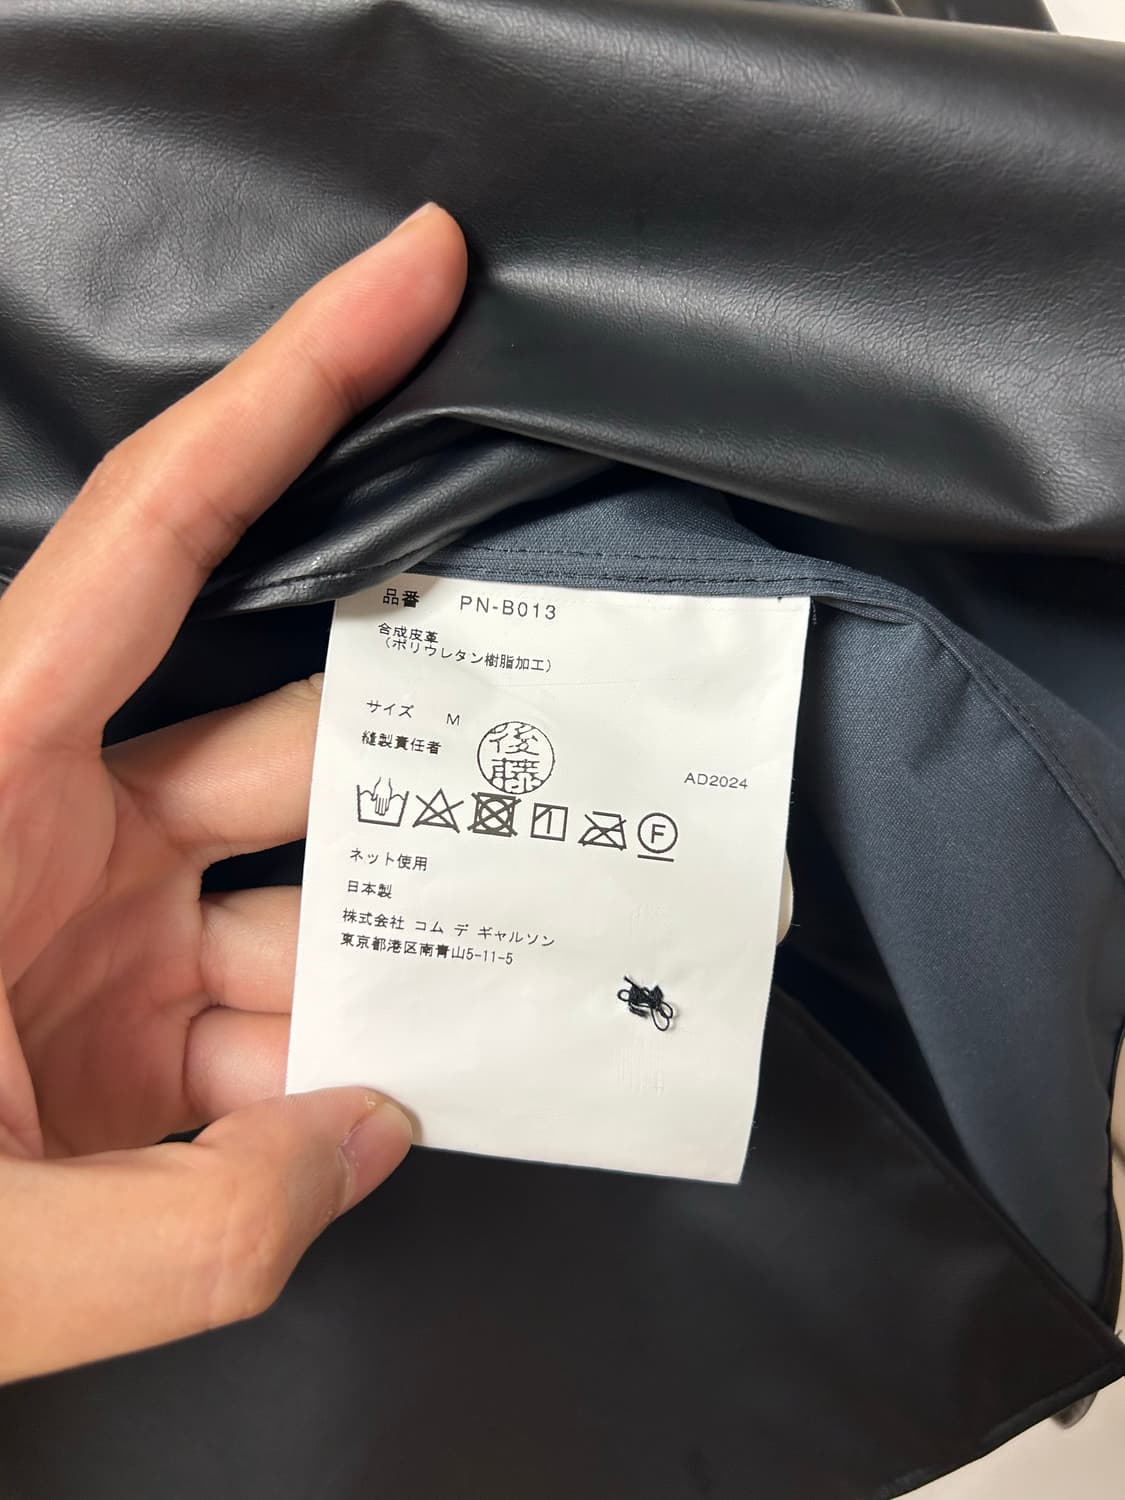 品番 PN-B013
合成皮革
(ポリウレタン樹脂加工)
サイズ M
縫製責任者 後藤
AD2024
F
ネット使用
日本製
株式会社 コム デ ギャルソン
東京都港区南青山5-11-5